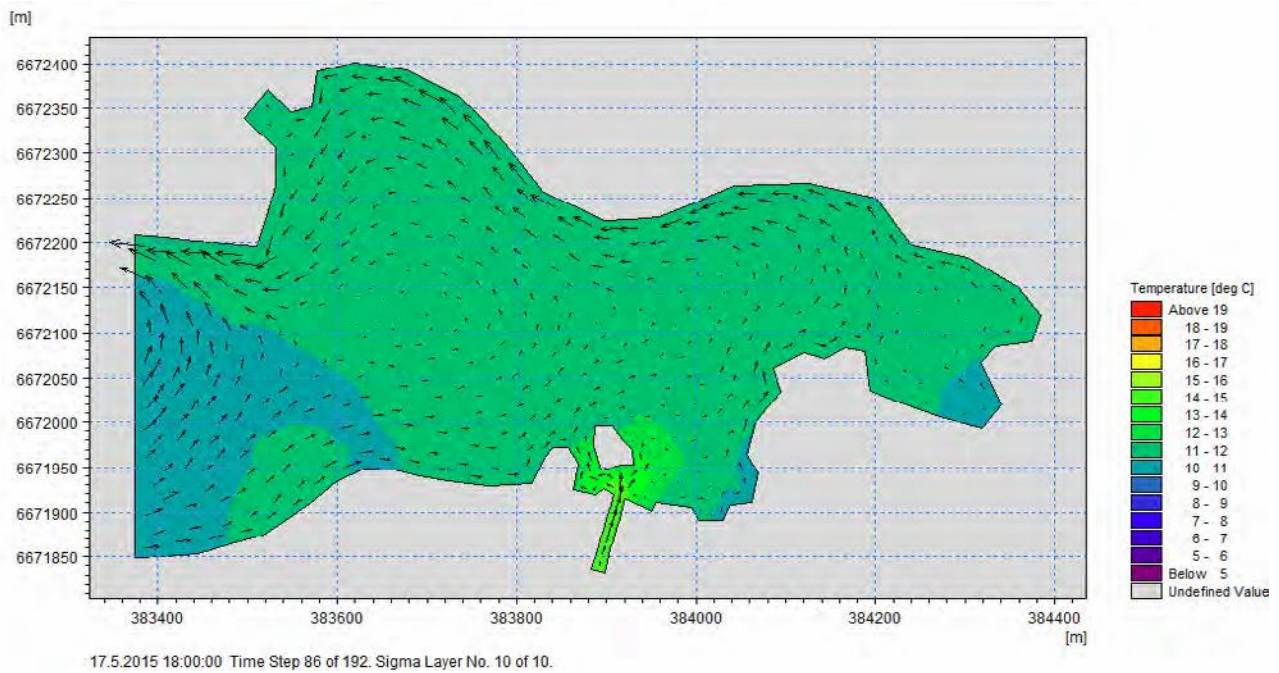 [m]
6672400
6672350
6672300
6672250
6672200
6672150
6672100
6672050
6672000
6671950
6671900
6671850
383400 383600 383800 384000 384200 384400
[m]
Temperature [deg C]
Above 19
18 - 19
17 - 18
16 - 17
15 - 16
14 - 15
13 - 14
12 - 13
11 - 12
10 11
9 - 10
8 - 9
7 - 8
6 - 7
5 - 6
Below 5
Undefined Value
17.5.2015 18:00:00 Time Step 86 of 192. Sigma Layer No. 10 of 10.